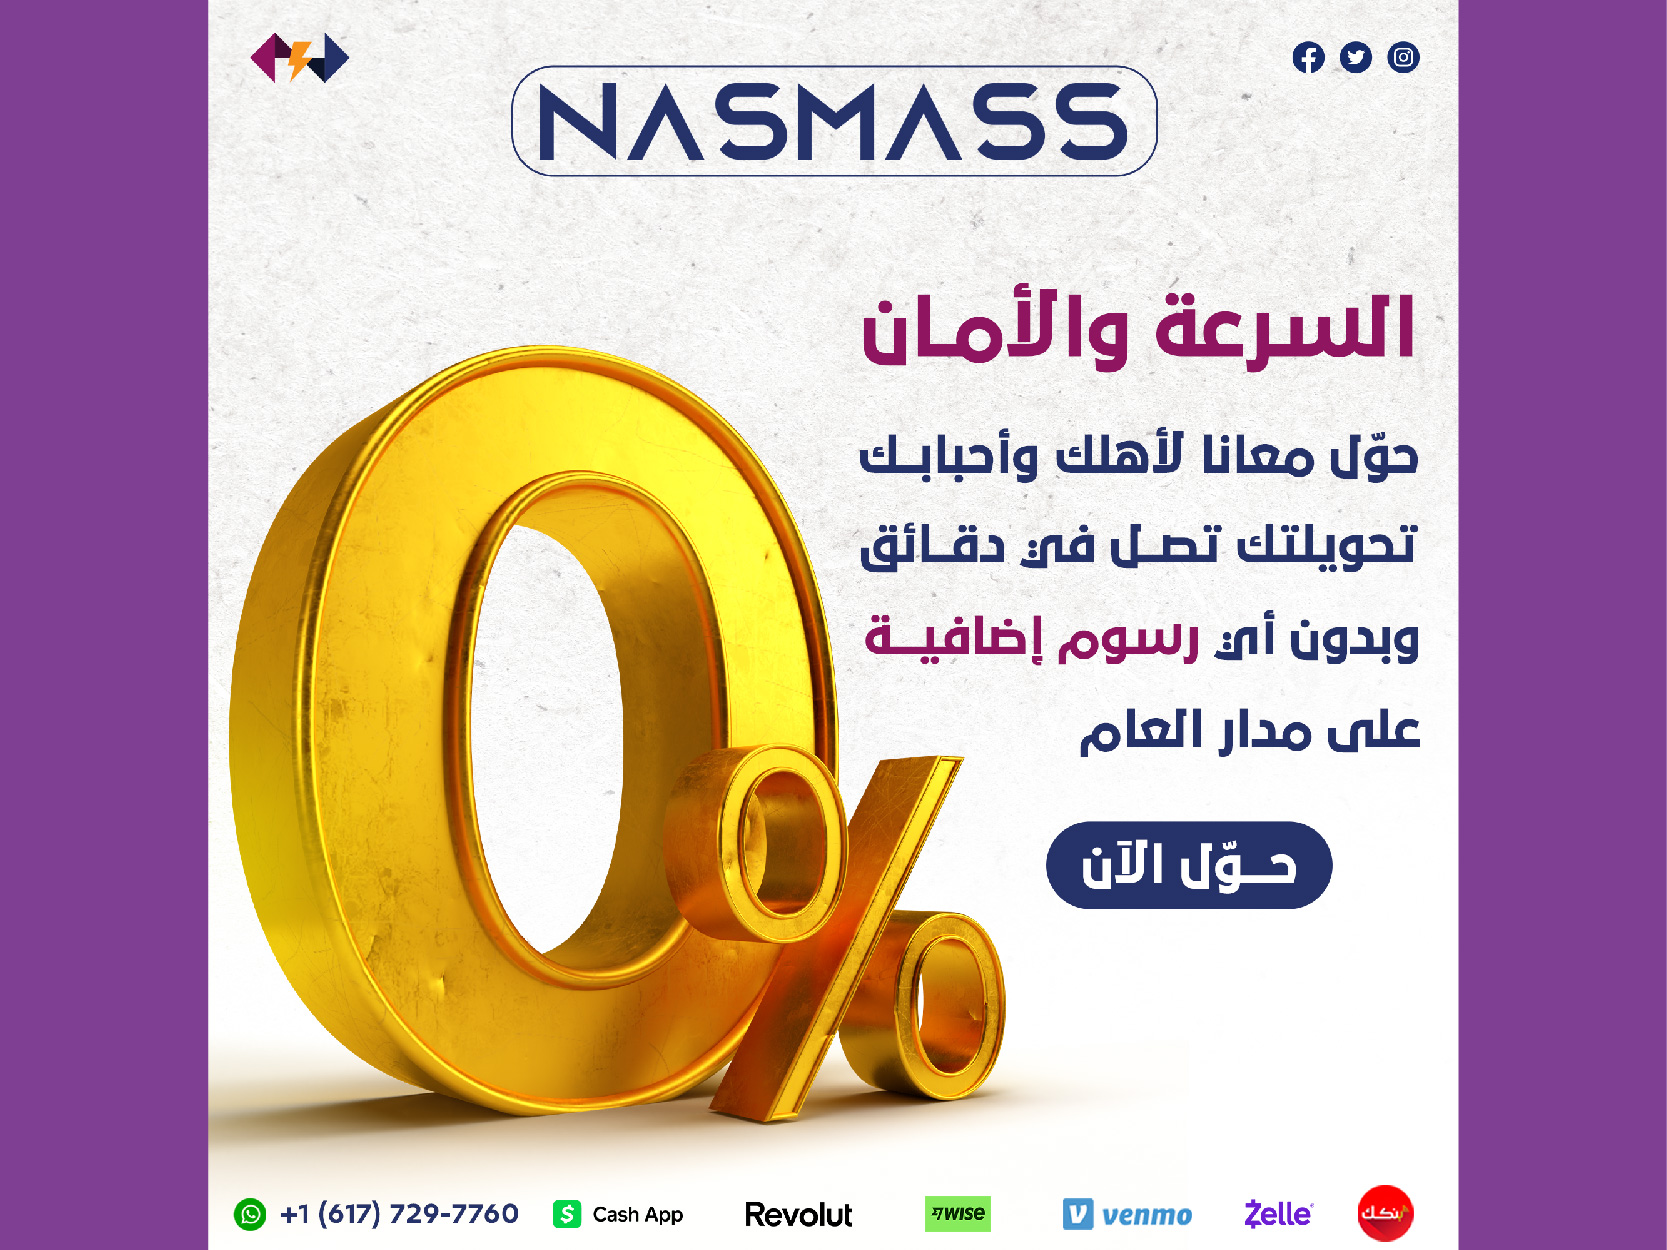 NASMASS
السرعة والأمان
حوّل معانا لأهلك وأحبابك
تحويلتك تصل في دقائق
وبدون أي رسوم إضافية
على مدار العام
حوّل الآن
0%
+1 (617) 729-7760 Cash App Revolut WISE venmo Zelle بنكك